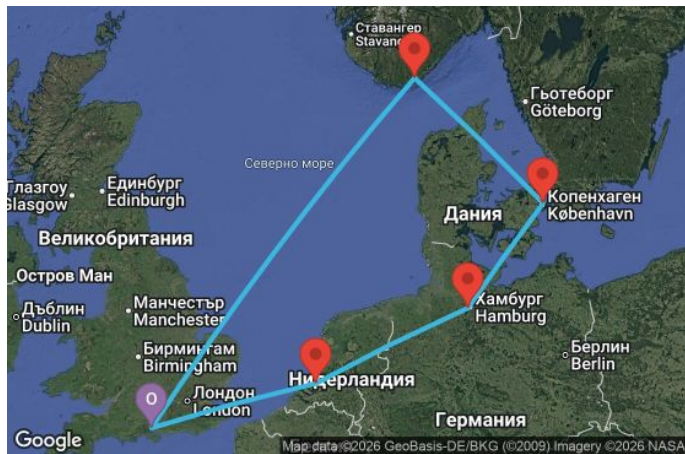 Ставангер
Stavang
Гьотеборг
Göteborg
Северно море
Глазгоу
Glasgow
Единбург
Edinburgh
Копенхаген
København
Дания
Великобритания
Остров Ман
Дъблин
Dublin
Манчестър
Manchester
Хамбург
Hamburg
Бирмингам
Birmingham
Берлин
Berlin
Нидерландия
О
Лондон
London
Германия
Google
Map data ©2026 GeoBasis-DE/BKG (©2009) Imagery ©2026 NASA